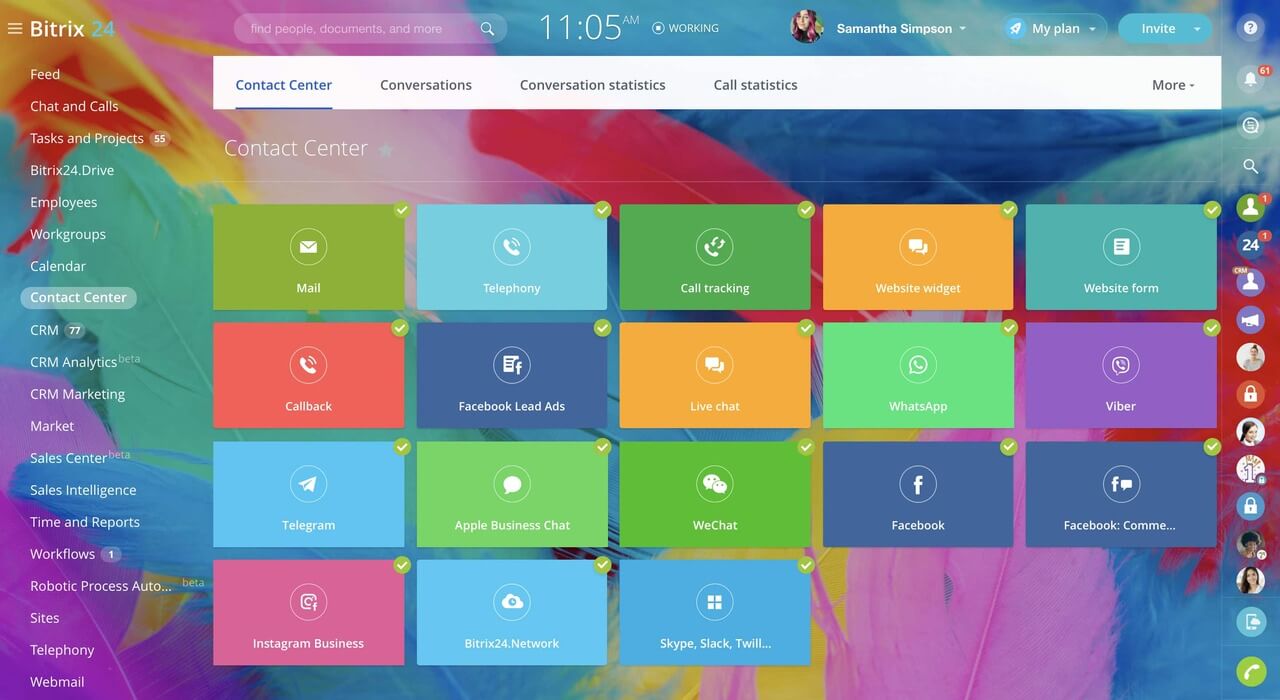 Bitrix 24
find people, documents, and more
11:05 AM
WORKING
Samantha Simpson
My plan
Invite
61
Feed
Chat and Calls
Tasks and Projects 55
Bitrix24.Drive
Employees
Workgroups
Calendar
Contact Center
CRM 77
CRM Analytics beta
CRM Marketing
Market
Sales Center beta
Sales Intelligence
Time and Reports
Workflows 1
Robotic Process Auto... beta
Sites
Telephony
Webmail
Contact Center
Conversations
Conversation statistics
Call statistics
More
Contact Center
Mail
Telephony
Call tracking
Website widget
Website form
Callback
Facebook Lead Ads
Live chat
WhatsApp
Viber
Telegram
Apple Business Chat
WeChat
Facebook
Facebook: Comme...
Instagram Business
Bitrix24.Network
Skype, Slack, Twill...
1
24 1
CRM
1